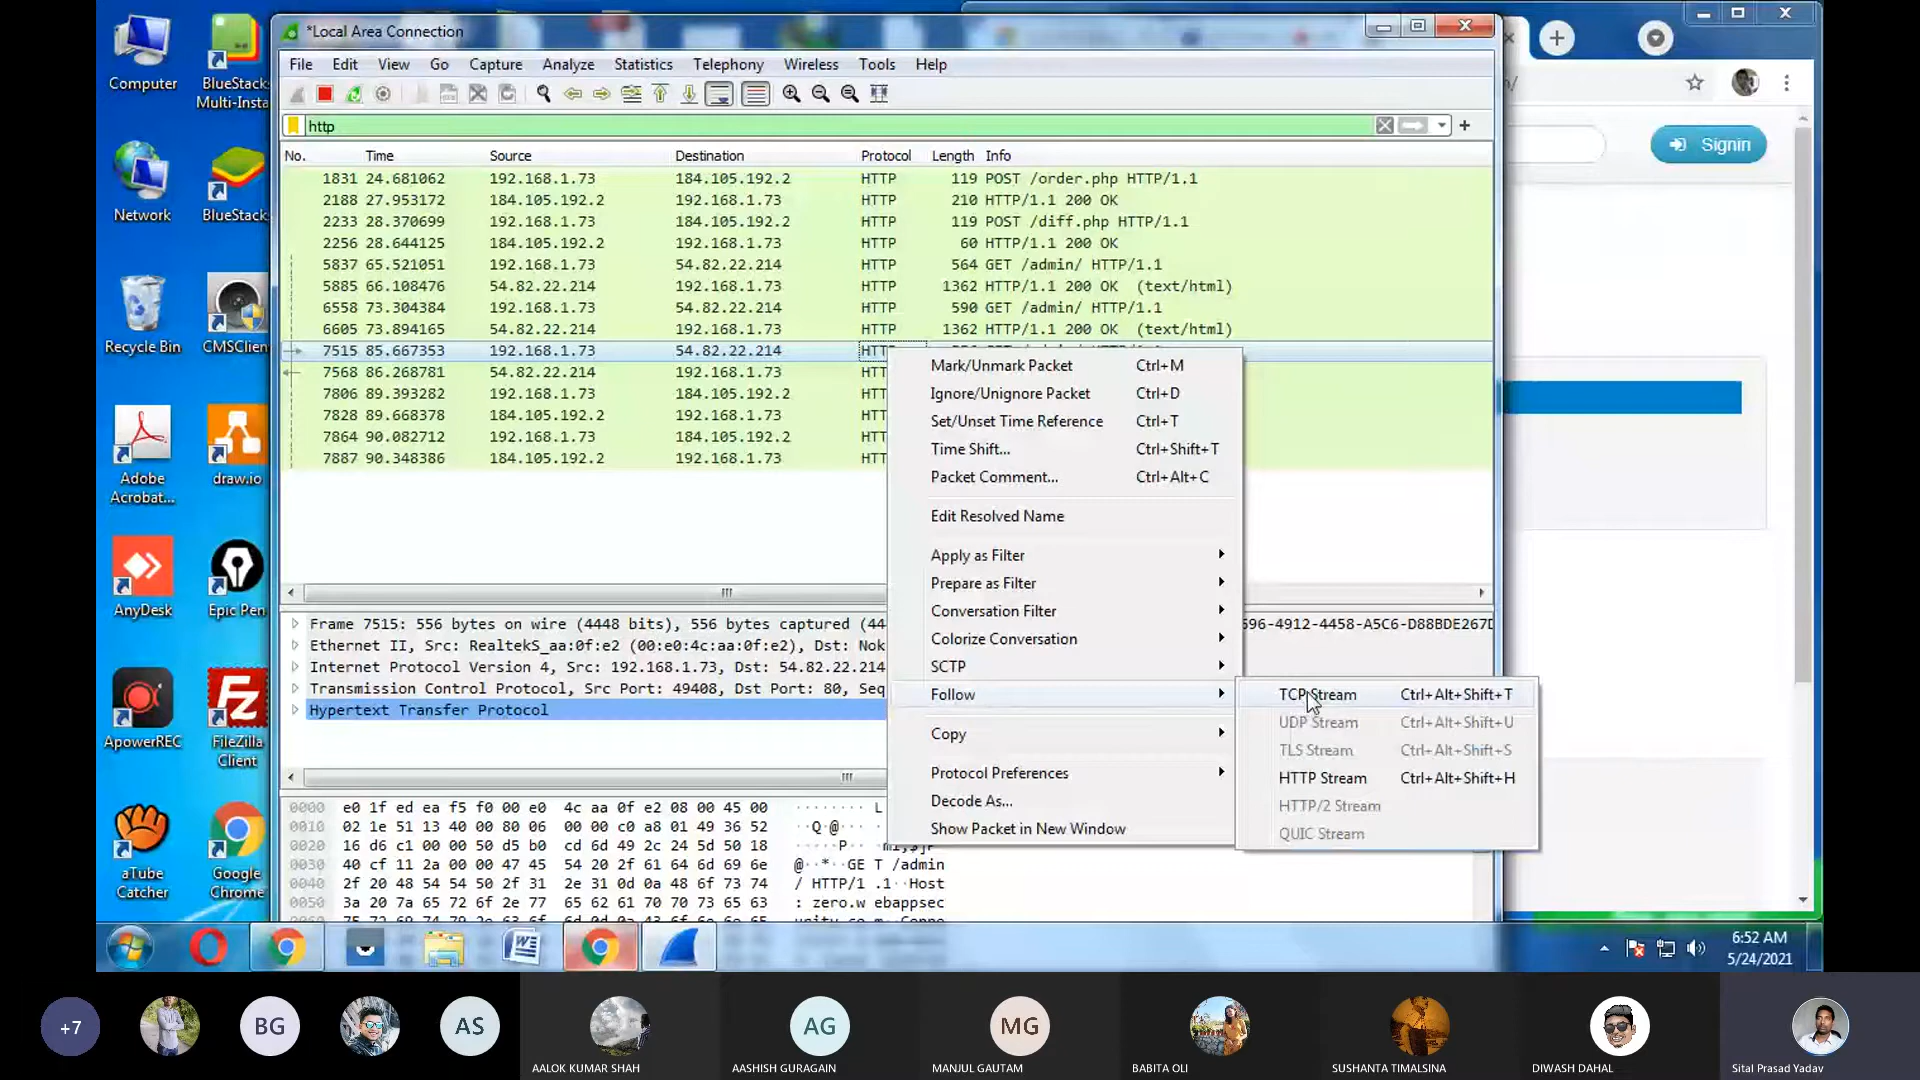 *Local Area Connection
File Edit View Go Capture Analyze Statistics Telephony Wireless Tools Help
http
No. Time Source Destination Protocol Length Info
1831 24.681062 192.168.1.73 184.105.192.2 HTTP 119 POST /order.php HTTP/1.1
2188 27.953172 184.105.192.2 192.168.1.73 HTTP 210 HTTP/1.1 200 OK
2233 28.370699 192.168.1.73 184.105.192.2 HTTP 119 POST /diff.php HTTP/1.1
2256 28.644125 184.105.192.2 192.168.1.73 HTTP 60 HTTP/1.1 200 OK
5837 65.521051 192.168.1.73 54.82.22.214 HTTP 564 GET /admin/ HTTP/1.1
5885 66.108476 54.82.22.214 192.168.1.73 HTTP 1362 HTTP/1.1 200 OK (text/html)
6558 73.304384 192.168.1.73 54.82.22.214 HTTP 590 GET /admin/ HTTP/1.1
6605 73.894165 54.82.22.214 192.168.1.73 HTTP 1362 HTTP/1.1 200 OK (text/html)
7515 85.667353 192.168.1.73 54.82.22.214 HTT
7568 86.268781 54.82.22.214 192.168.1.73 HTT
7806 89.393282 192.168.1.73 184.105.192.2 HTT
7828 89.668378 184.105.192.2 192.168.1.73 HTT
7864 90.082712 192.168.1.73 184.105.192.2 HTT
7887 90.348386 184.105.192.2 192.168.1.73 HTT
Mark/Unmark Packet Ctrl+M
Ignore/Unignore Packet Ctrl+D
Set/Unset Time Reference Ctrl+T
Time Shift... Ctrl+Shift+T
Packet Comment... Ctrl+Alt+C
Edit Resolved Name
Apply as Filter
Prepare as Filter
Conversation Filter
Colorize Conversation
SCTP
Follow
Copy
Protocol Preferences
Decode As...
Show Packet in New Window
TCP Stream Ctrl+Alt+Shift+T
UDP Stream Ctrl+Alt+Shift+U
TLS Stream Ctrl+Alt+Shift+S
HTTP Stream Ctrl+Alt+Shift+H
HTTP/2 Stream
QUIC Stream
Frame 7515: 556 bytes on wire (4448 bits), 556 bytes captured (44
596-4912-4458-A5C6-D88BDE267D
Ethernet II, Src: RealtekS_aa:0f:e2 (00:e0:4c:aa:0f:e2), Dst: Nok
Internet Protocol Version 4, Src: 192.168.1.73, Dst: 54.82.22.214
Transmission Control Protocol, Src Port: 49408, Dst Port: 80, Seq
Hypertext Transfer Protocol
0000 e0 1f ed ea f5 f0 00 e0 4c aa 0f e2 08 00 45 00 ········ L
0010 02 1e 51 13 40 00 80 06 00 00 c0 a8 01 49 36 52 ··Q·@···
0020 16 d6 c1 00 00 50 d5 b0 cd 6d 49 2c 24 5d 50 18 ·····P··
0030 40 cf 11 2a 00 00 47 45 54 20 2f 61 64 6d 69 6e @··*··GE T /admin
0040 2f 20 48 54 54 50 2f 31 2e 31 0d 0a 48 6f 73 74 / HTTP/1 .1··Host
0050 3a 20 7a 65 72 6f 2e 77 65 62 61 70 70 73 65 63 : zero.w ebappsec
Signin
Computer
BlueStacks Multi-Insta
Network
BlueStack
Recycle Bin
CMSClien
Adobe Acrobat...
draw.io
AnyDesk
Epic Pen
ApowerREC
FileZilla Client
aTube Catcher
Google Chrome
6:52 AM
5/24/2021
+7
BG
AS
AG
MG
AALOK KUMAR SHAH
AASHISH GURAGAIN
MANJUL GAUTAM
BABITA OLI
SUSHANTA TIMALSINA
DIWASH DAHAL
Sital Prasad Yadav